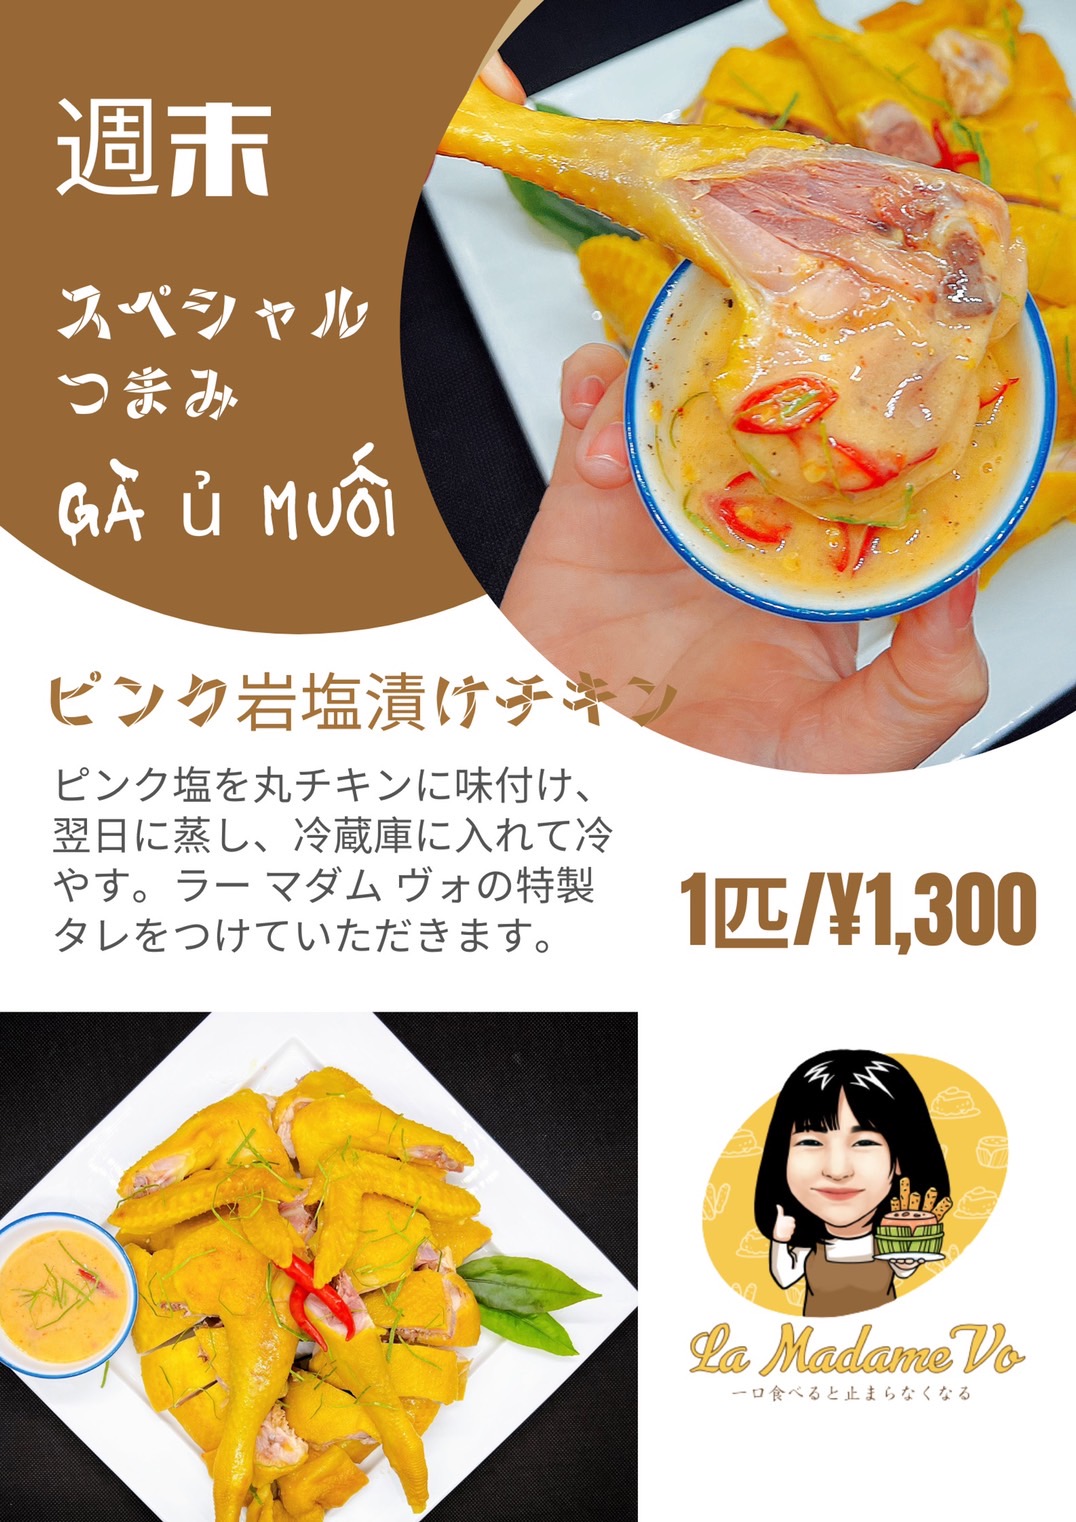 週末
スペシャル
つまみ
GÀ ủ MUỐI
ピンク岩塩漬けチキン
ピンク塩を丸チキンに味付け、
翌日に蒸し、冷蔵庫に入れて冷
やす。ラー マダム ヴォの特製
タレをつけていただきます。
1匹/¥1,300
La Madame Vo
一口食べると止まらなくなる